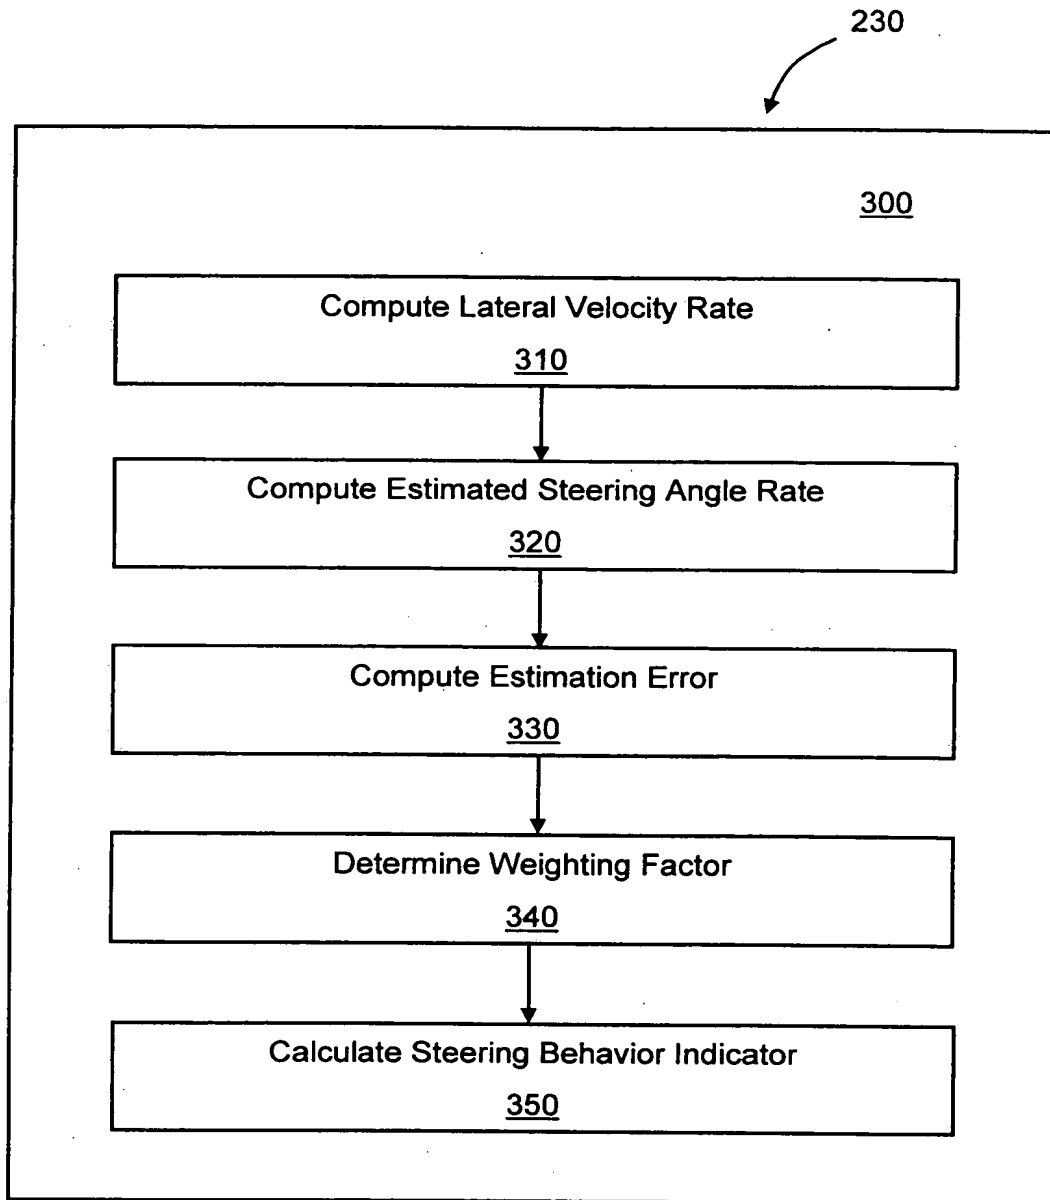 230
300
Compute Lateral Velocity Rate
310
Compute Estimated Steering Angle Rate
320
Compute Estimation Error
330
Determine Weighting Factor
340
Calculate Steering Behavior Indicator
350